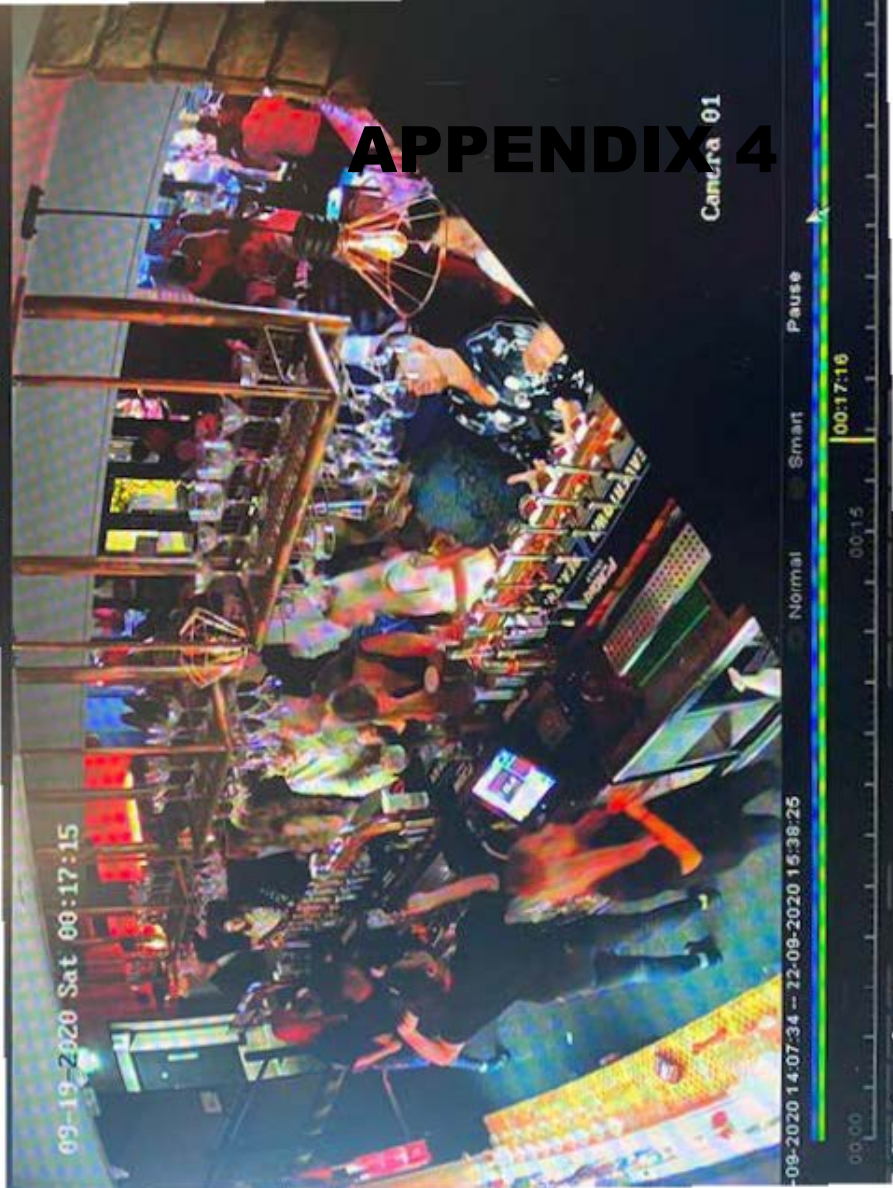 APPENDIX 4
09-19-2020 Sat 00:17:15
Camera 01
Normal
Smart
Pause
-09-2020 14:07:34 -- 22-09-2020 15:38:25
00:17:16
00:00
00:15